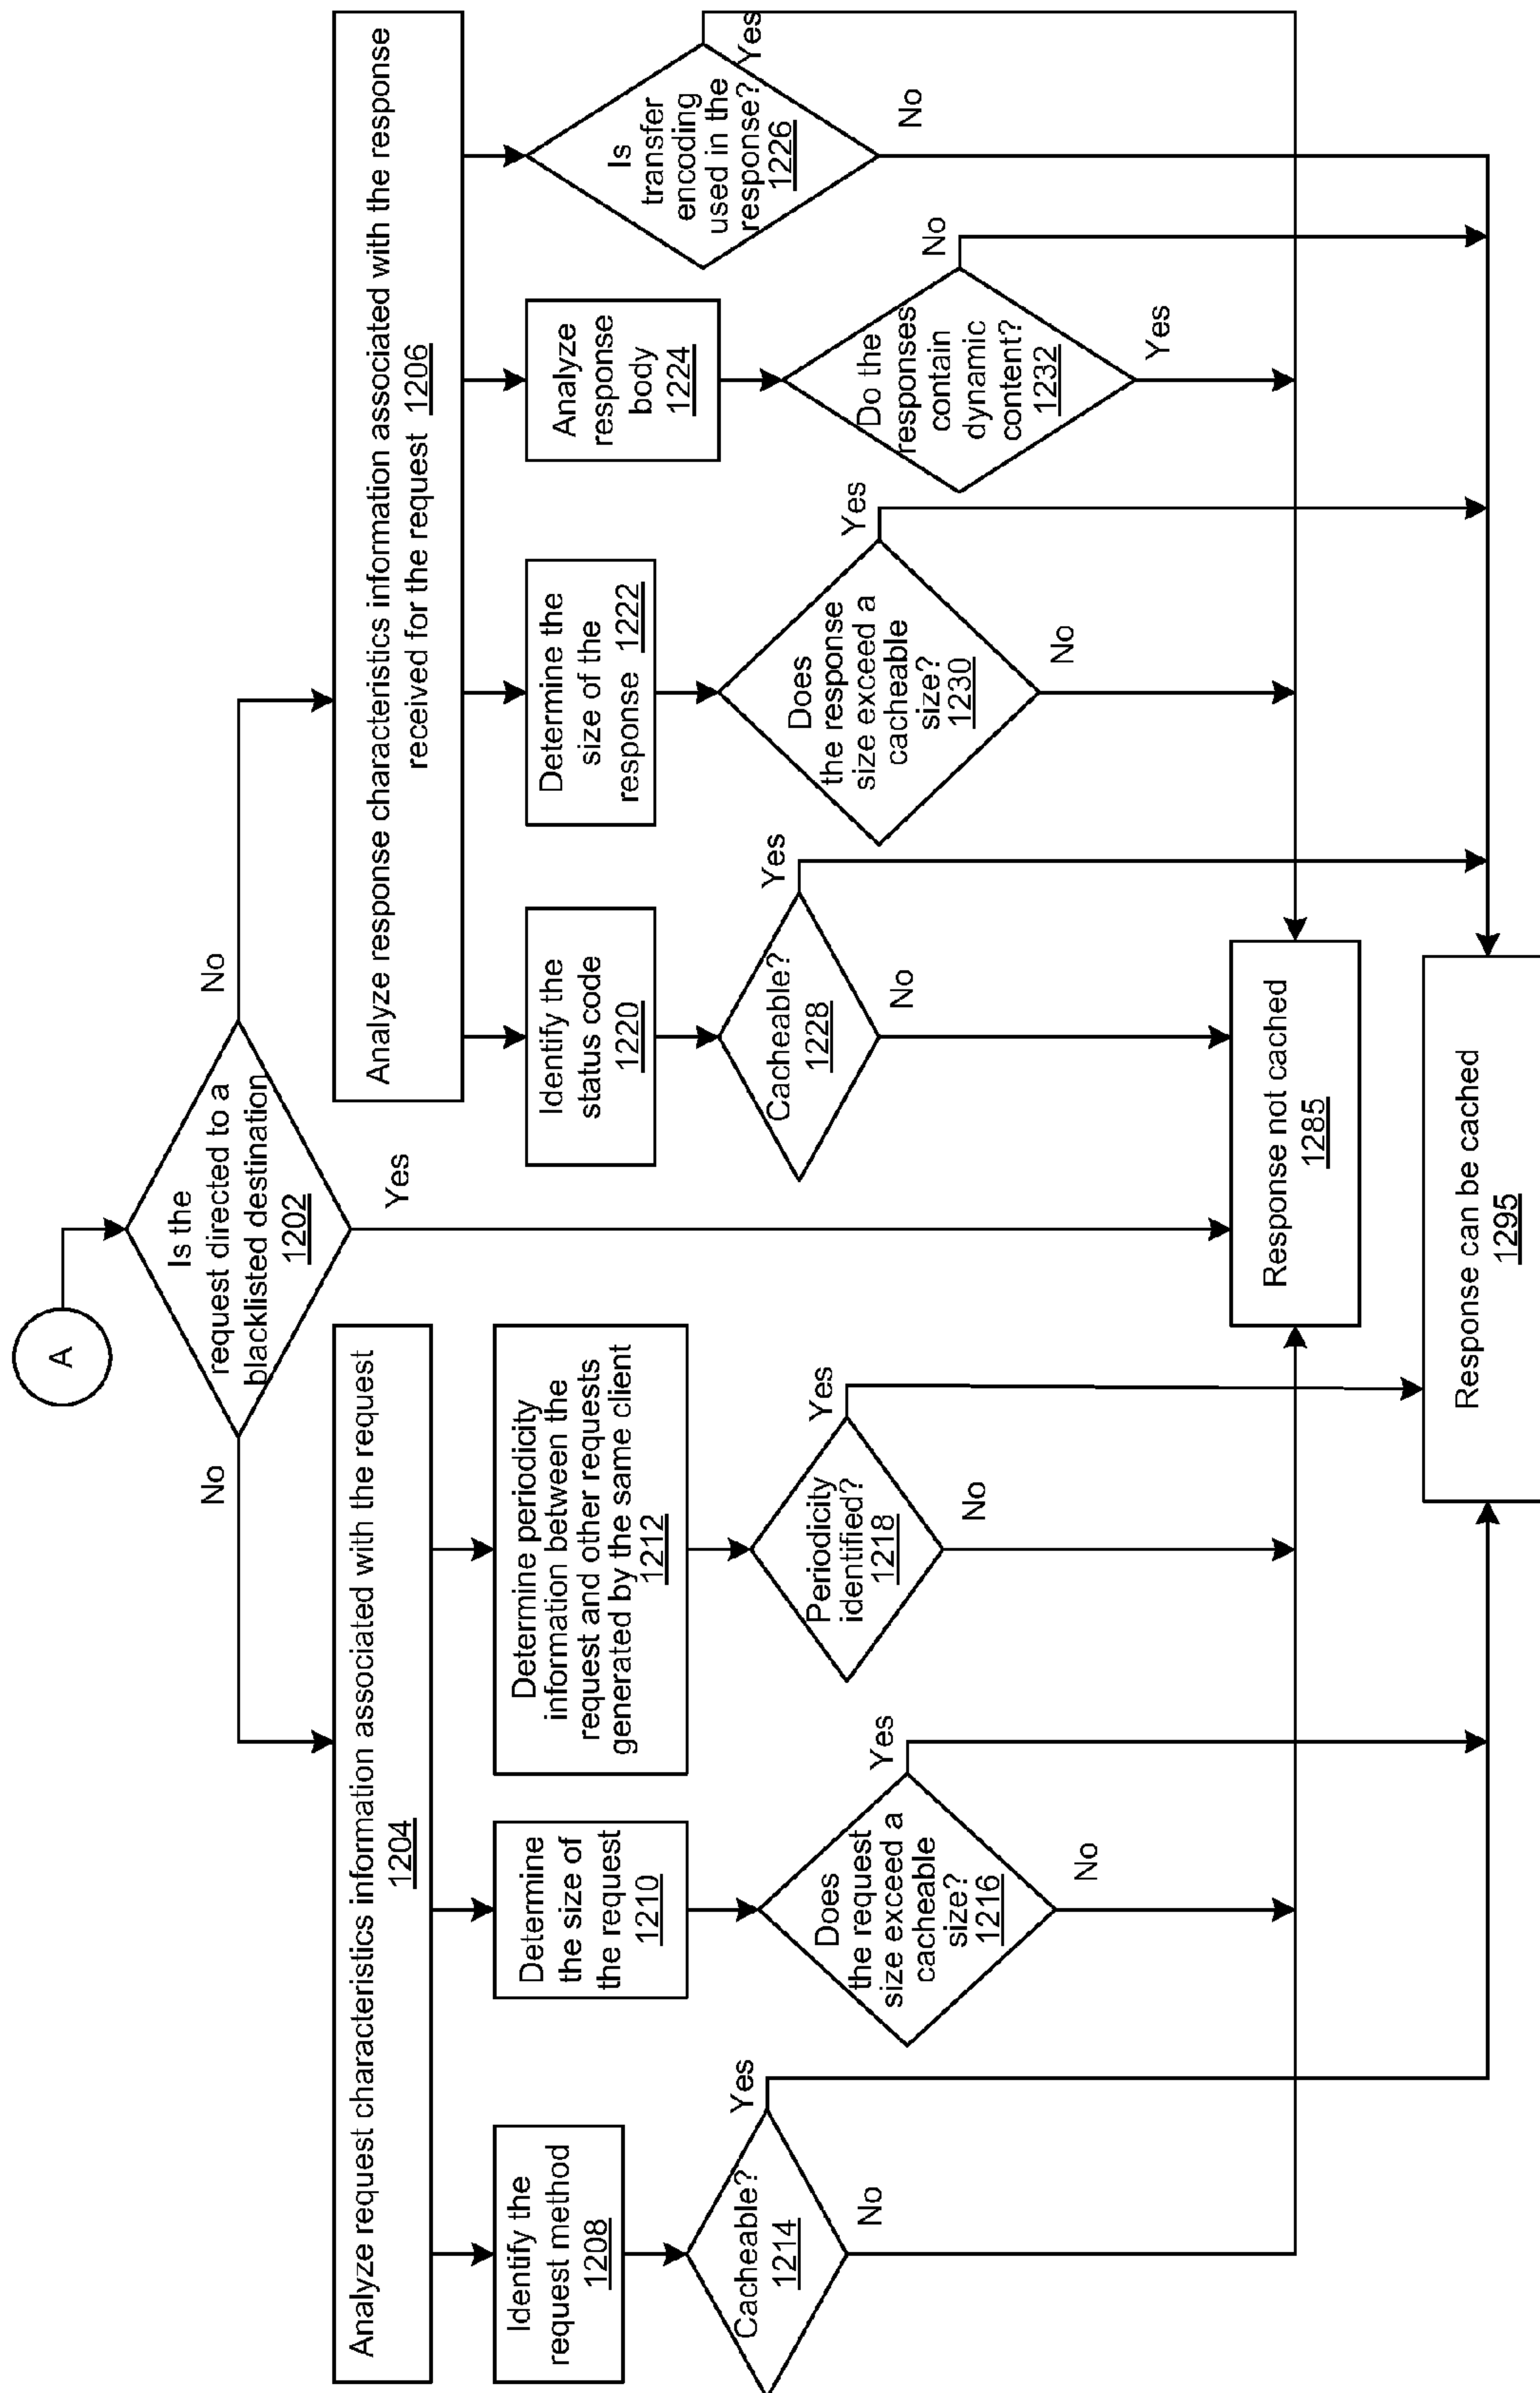 A
Is the
request directed to a
blacklisted destination
1202
No
No
Yes
Analyze request characteristics information associated with the request
1204
Analyze response characteristics information associated with the response
received for the request 1206
Identify the
request method
1208
Determine
the size of
the request
1210
Determine periodicity
information between the
request and other requests
generated by the same client
1212
Identify the
status code
1220
Determine the
size of the
response 1222
Analyze
response
body
1224
Is
transfer
encoding
used in the
response?
1226
Yes
No
Cacheable?
1214
Yes
No
Does
the request
size exceed a
cacheable
size?
1216
Yes
No
Periodicity
identified?
1218
Yes
No
Cacheable?
1228
Yes
No
Does
the response
size exceed a
cacheable
size?
1230
Yes
No
Do the
responses
contain
dynamic
content?
1232
No
Yes
Response not cached
1285
Response can be cached
1295